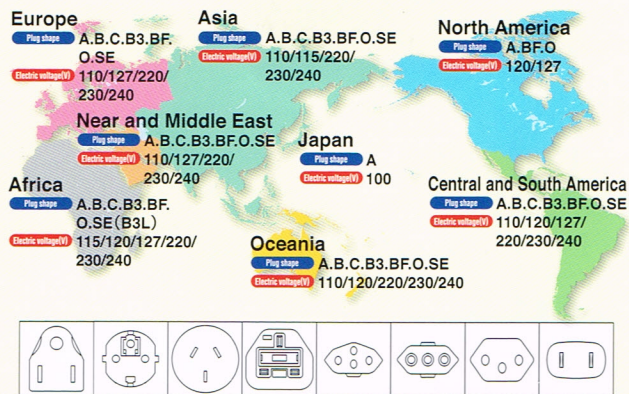 Europe
Plug shape A.B.C.B3.BF.
O.SE
Electric voltage(V) 110/127/220/
230/240
Asia
Plug shape A.B.C.B3.BF.O.SE
Electric voltage(V) 110/115/220/
230/240
North America
Plug shape A.BF.O
Electric voltage(V) 120/127
Near and Middle East
Plug shape A.B.C.B3.BF.O.SE
Electric voltage(V) 110/127/220/
230/240
Japan
Plug shape A
Electric voltage(V) 100
Africa
Plug shape A.B.C.B3.BF.
O.SE(B3L)
Electric voltage(V) 115/120/127/220/
230/240
Central and South America
Plug shape A.B.C.B3.BF.O.SE
Electric voltage(V) 110/120/127/
220/230/240
Oceania
Plug shape A.B.C.B3.BF.O.SE
Electric voltage(V) 110/120/220/230/240